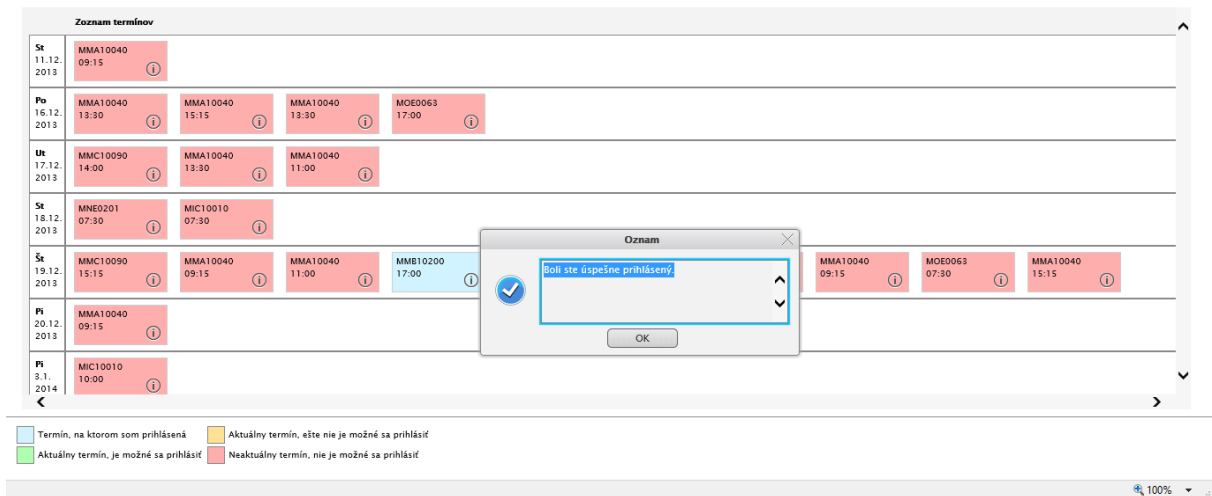 Zoznam termínov
St
11.12.
2013
MMA10040
09:15
Po
16.12.
2013
MMA10040
13:30
MMA10040
15:15
MMA10040
13:30
MOE0063
17:00
Ut
17.12.
2013
MMC10090
14:00
MMA10040
13:30
MMA10040
11:00
St
18.12.
2013
MNE0201
07:30
MIC10010
07:30
Št
19.12.
2013
MMC10090
15:15
MMA10040
09:15
MMA10040
11:00
MMB10200
17:00
MMA10040
09:15
MOE0063
07:30
MMA10040
15:15
Oznam
Boli ste úspešne prihlásený.
OK
Pi
20.12.
2013
MMA10040
09:15
Pi
3.1.
2014
MIC10010
10:00
Termín, na ktorom som prihlásená
Aktuálny termín, ešte nie je možné sa prihlásiť
Aktuálny termín, je možné sa prihlásiť
Neaktuálny termín, nie je možné sa prihlásiť
100%